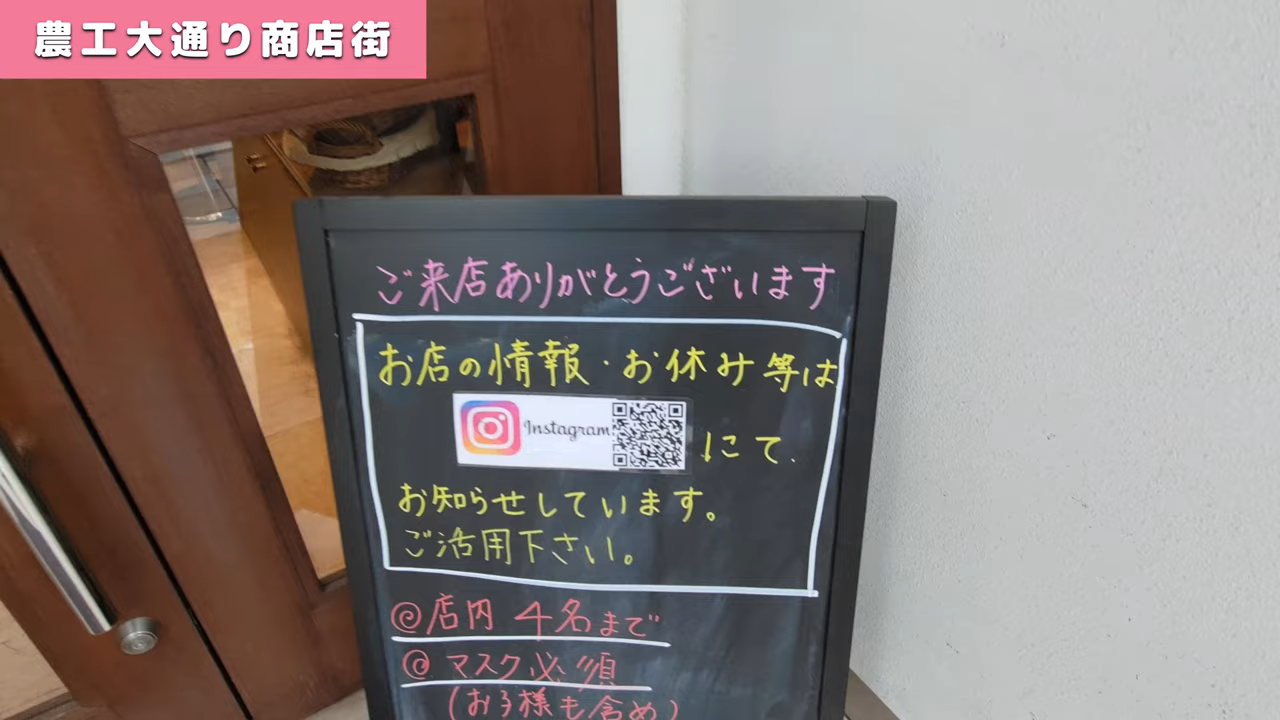 農工大通り商店街
ご来店ありがとうございます
お店の情報・お休み等は
Instagram にて.
お知らせしています。
ご活用下さい。
@店内 4名まで
@ マスク必須
(お子様も含め)